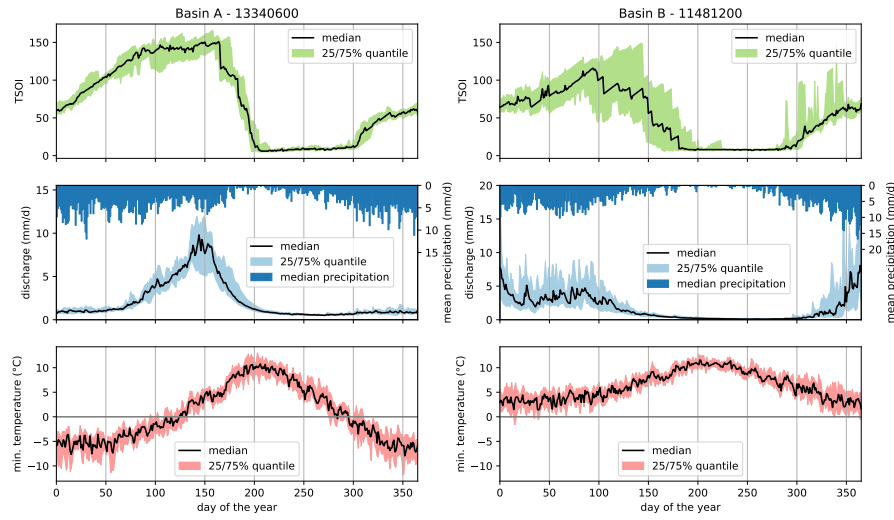 Basin A - 13340600
Basin B - 11481200
TSOI
150
100
50
0
median
25/75% quantile
TSOI
150
100
50
0
median
25/75% quantile
discharge (mm/d)
15
10
5
0
median
25/75% quantile
median precipitation
0
5
10
15
mean precipitation (mm/d)
discharge (mm/d)
20
15
10
5
0
median
25/75% quantile
median precipitation
0
5
10
15
20
mean precipitation (mm/d)
min. temperature (°C)
10
5
0
−5
−10
median
25/75% quantile
0 50 100 150 200 250 300 350
day of the year
min. temperature (°C)
10
5
0
−5
−10
median
25/75% quantile
0 50 100 150 200 250 300 350
day of the year